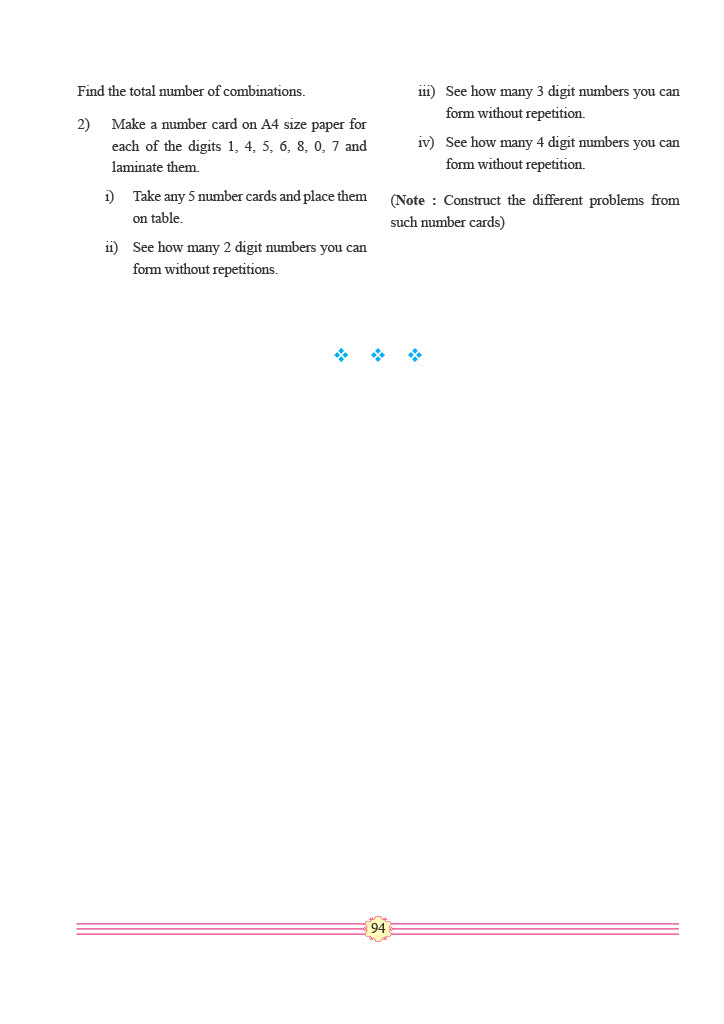 Find the total number of combinations.
2) Make a number card on A4 size paper for
each of the digits 1, 4, 5, 6, 8, 0, 7 and
laminate them.
i) Take any 5 number cards and place them
on table.
ii) See how many 2 digit numbers you can
form without repetitions.
iii) See how many 3 digit numbers you can
form without repetition.
iv) See how many 4 digit numbers you can
form without repetition.
(Note : Construct the different problems from
such number cards)
94